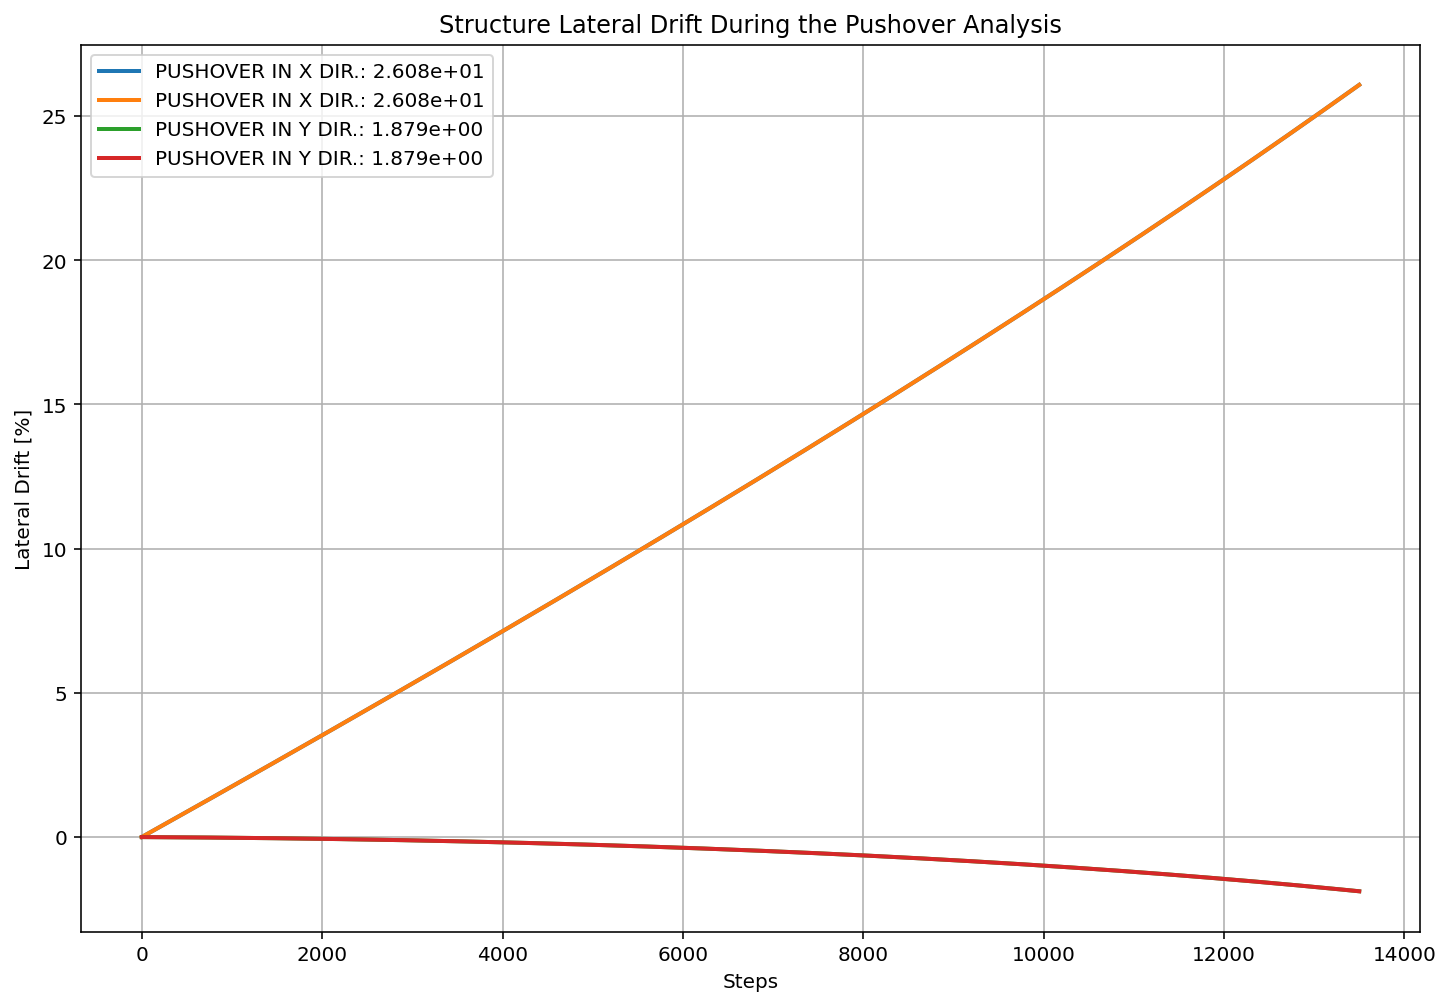 Structure Lateral Drift During the Pushover Analysis
PUSHOVER IN X DIR.: 2.608e+01
PUSHOVER IN X DIR.: 2.608e+01
PUSHOVER IN Y DIR.: 1.879e+00
PUSHOVER IN Y DIR.: 1.879e+00
Lateral Drift [%]
25
20
15
10
5
0
0 2000 4000 6000 8000 10000 12000 14000
Steps